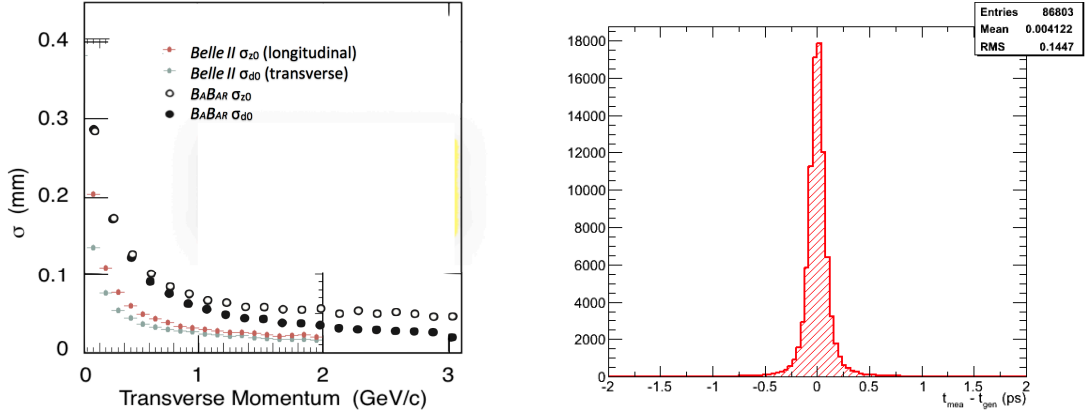 0.4
0.3
0.2
0.1
0
σ (mm)
Belle II σz0 (longitudinal)
Belle II σd0 (transverse)
BABAR σz0
BABAR σd0
0 1 2 3
Transverse Momentum (GeV/c)
Entries 86803
Mean 0.004122
RMS 0.1447
18000
16000
14000
12000
10000
8000
6000
4000
2000
0
-2 -1.5 -1 -0.5 0 0.5 1 1.5 2
tmea - tgen (ps)